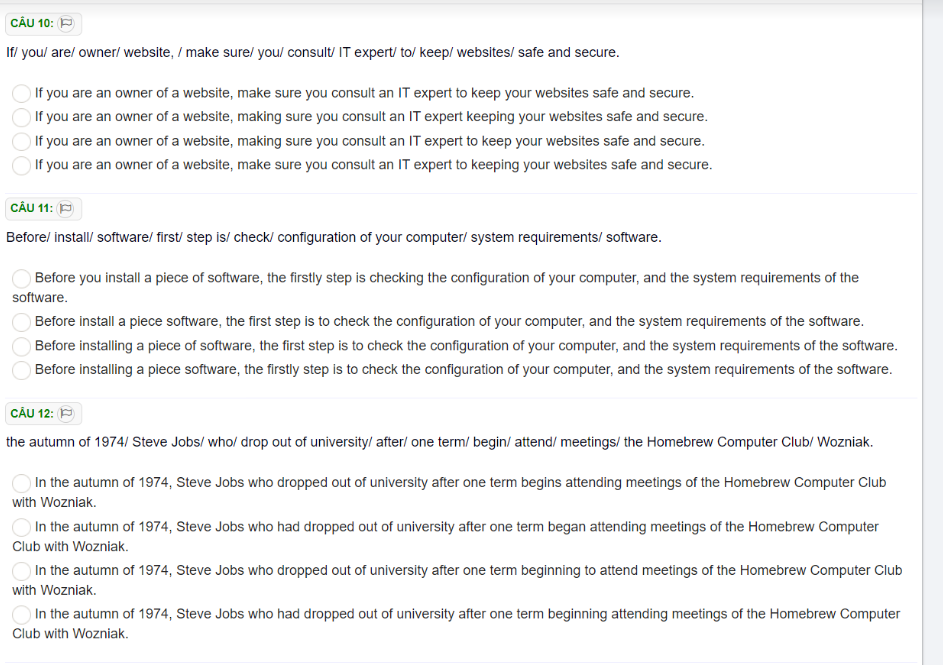 CÂU 10:
If/ you/ are/ owner/ website, / make sure/ you/ consult/ IT expert/ to/ keep/ websites/ safe and secure.
If you are an owner of a website, make sure you consult an IT expert to keep your websites safe and secure.
If you are an owner of a website, making sure you consult an IT expert keeping your websites safe and secure.
If you are an owner of a website, making sure you consult an IT expert to keep your websites safe and secure.
If you are an owner of a website, make sure you consult an IT expert to keeping your websites safe and secure.
CÂU 11:
Before/ install/ software/ first/ step is/ check/ configuration of your computer/ system requirements/ software.
Before you install a piece of software, the firstly step is checking the configuration of your computer, and the system requirements of the
software.
Before install a piece software, the first step is to check the configuration of your computer, and the system requirements of the software.
Before installing a piece of software, the first step is to check the configuration of your computer, and the system requirements of the software.
Before installing a piece software, the firstly step is to check the configuration of your computer, and the system requirements of the software.
CÂU 12:
the autumn of 1974/ Steve Jobs/ who/ drop out of university/ after/ one term/ begin/ attend/ meetings/ the Homebrew Computer Club/ Wozniak.
In the autumn of 1974, Steve Jobs who dropped out of university after one term begins attending meetings of the Homebrew Computer Club
with Wozniak.
In the autumn of 1974, Steve Jobs who had dropped out of university after one term began attending meetings of the Homebrew Computer
Club with Wozniak.
In the autumn of 1974, Steve Jobs who dropped out of university after one term beginning to attend meetings of the Homebrew Computer Club
with Wozniak.
In the autumn of 1974, Steve Jobs who had dropped out of university after one term beginning attending meetings of the Homebrew Computer
Club with Wozniak.